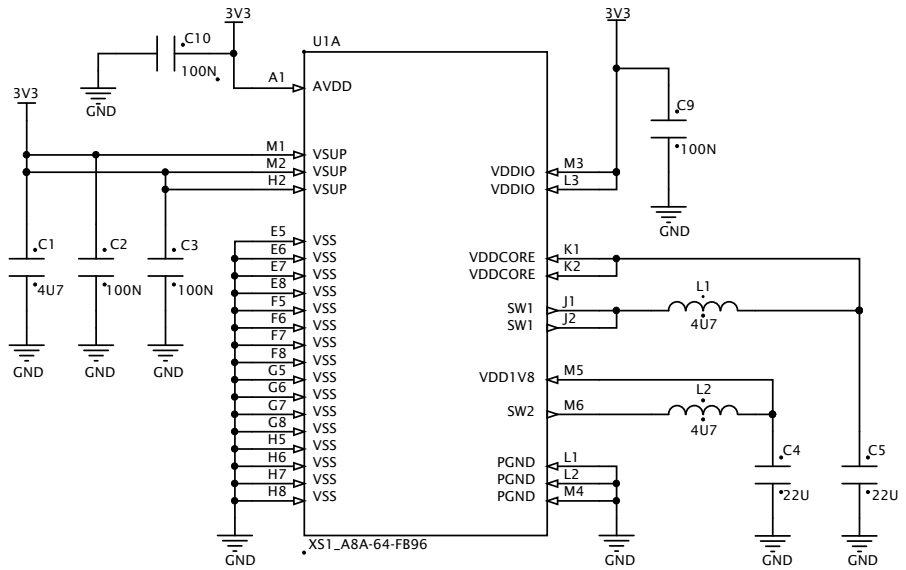 3V3
C10
100N
GND
3V3
U1A
A1
AVDD
3V3
M1
VSUP
M2
VSUP
H2
VSUP
C1
4U7
GND
C2
100N
GND
C3
100N
GND
E5
VSS
E6
VSS
E7
VSS
E8
VSS
F5
VSS
F6
VSS
F7
VSS
F8
VSS
G5
VSS
G6
VSS
G7
VSS
G8
VSS
H5
VSS
H6
VSS
H7
VSS
H8
VSS
GND
C9
100N
GND
VDDIO
M3
VDDIO
L3
VDDCORE
K1
VDDCORE
K2
SW1
J1
SW1
J2
L1
4U7
VDD1V8
M5
SW2
M6
L2
4U7
PGND
L1
PGND
L2
PGND
M4
GND
C4
22U
GND
C5
22U
GND
XS1_A8A-64-FB96